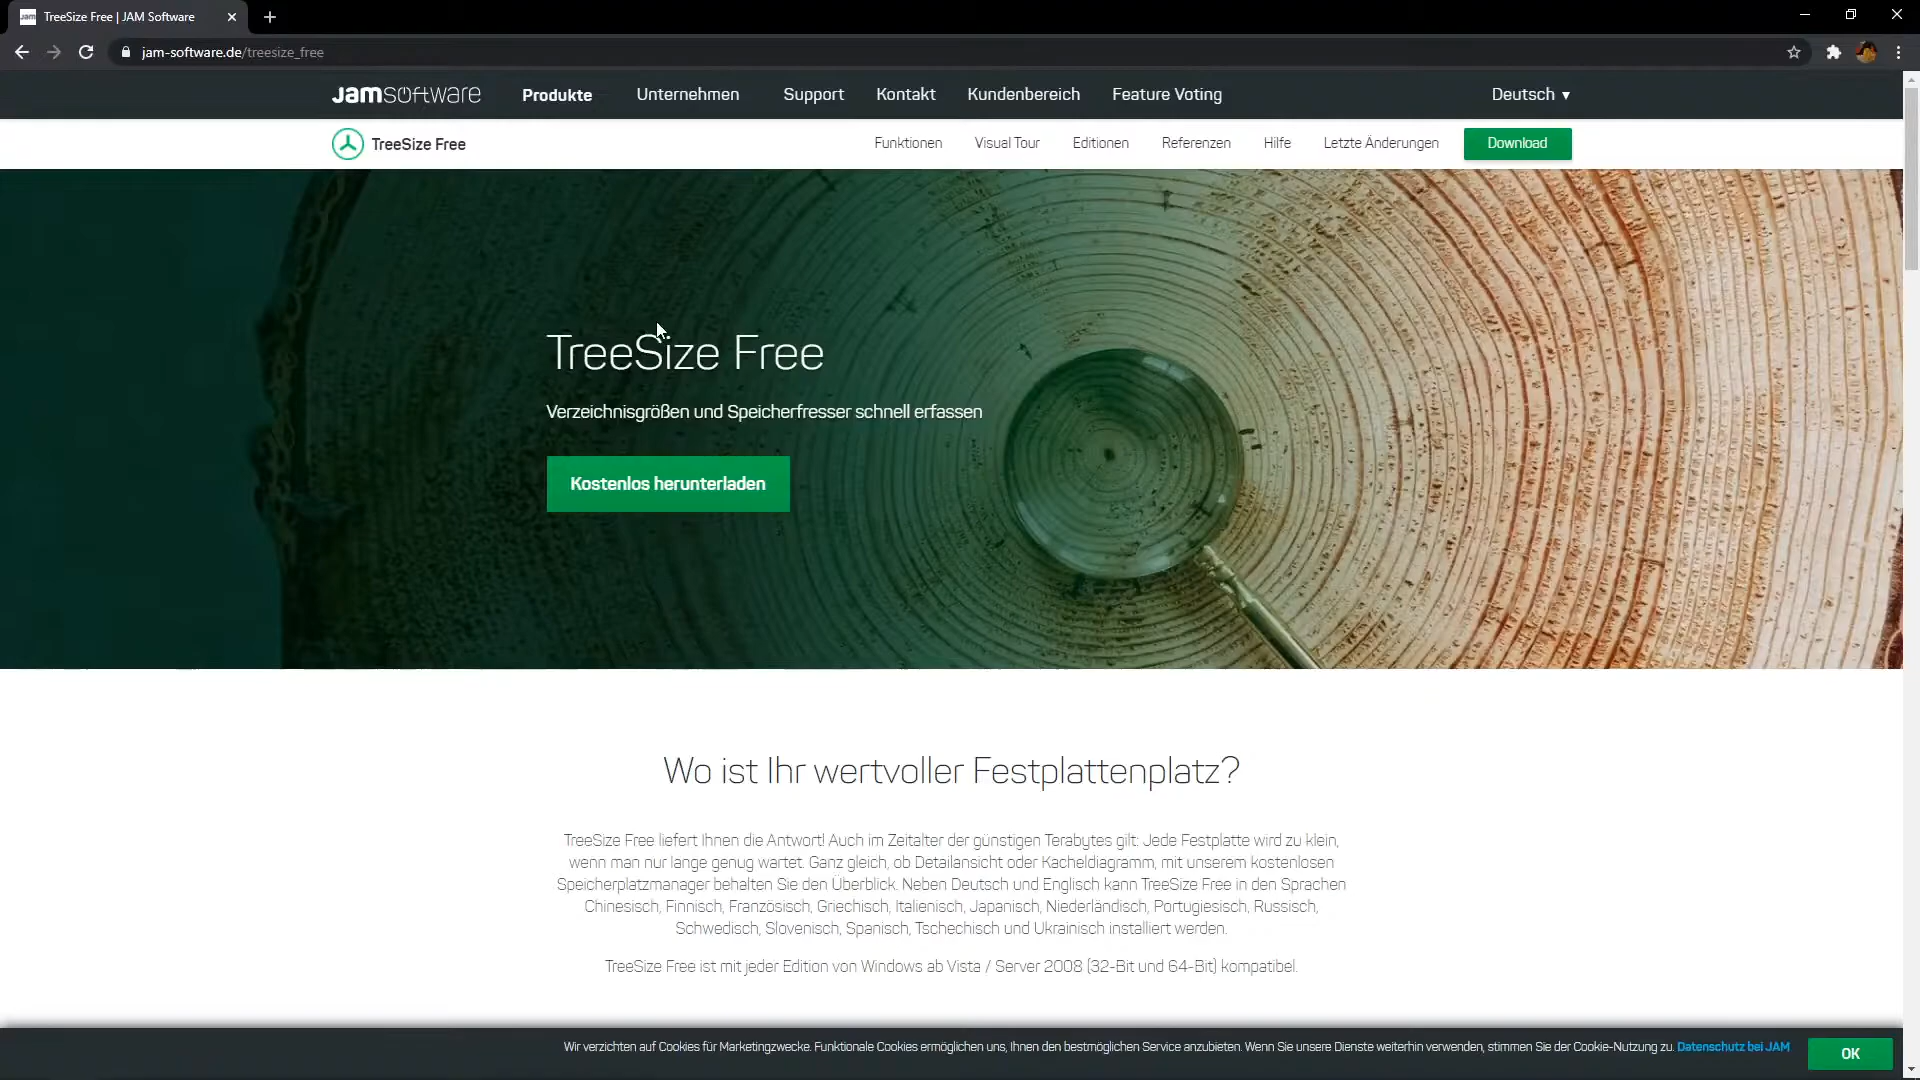 TreeSize Free | JAM Software
jam-software.de/treesize_free
Jamsoftware Produkte Unternehmen Support Kontakt Kundenbereich Feature Voting Deutsch ▼
TreeSize Free Funktionen Visual Tour Editionen Referenzen Hilfe Letzte Änderungen Download
TreeSize Free
Verzeichnisgrößen und Speicherfresser schnell erfassen
Kostenlos herunterladen
Wo ist Ihr wertvoller Festplattenplatz?
TreeSize Free liefert Ihnen die Antwort! Auch im Zeitalter der günstigen Terabytes gilt: Jede Festplatte wird zu klein,
wenn man nur lange genug wartet. Ganz gleich, ob Detailansicht oder Kacheldiagramm, mit unserem kostenlosen
Speicherplatzmanager behalten Sie den Überblick. Neben Deutsch und Englisch kann TreeSize Free in den Sprachen
Chinesisch, Finnisch, Französisch, Griechisch, Italienisch, Japanisch, Niederländisch, Portugiesisch, Russisch,
Schwedisch, Slovenisch, Spanisch, Tschechisch und Ukrainisch installiert werden.
TreeSize Free ist mit jeder Edition von Windows ab Vista / Server 2008 (32-Bit und 64-Bit) kompatibel.
Wir verzichten auf Cookies für Marketingzwecke. Funktionale Cookies ermöglichen uns, Ihnen den bestmöglichen Service anzubieten. Wenn Sie unsere Dienste weiterhin verwenden, stimmen Sie der Cookie-Nutzung zu. Datenschutz bei JAM OK